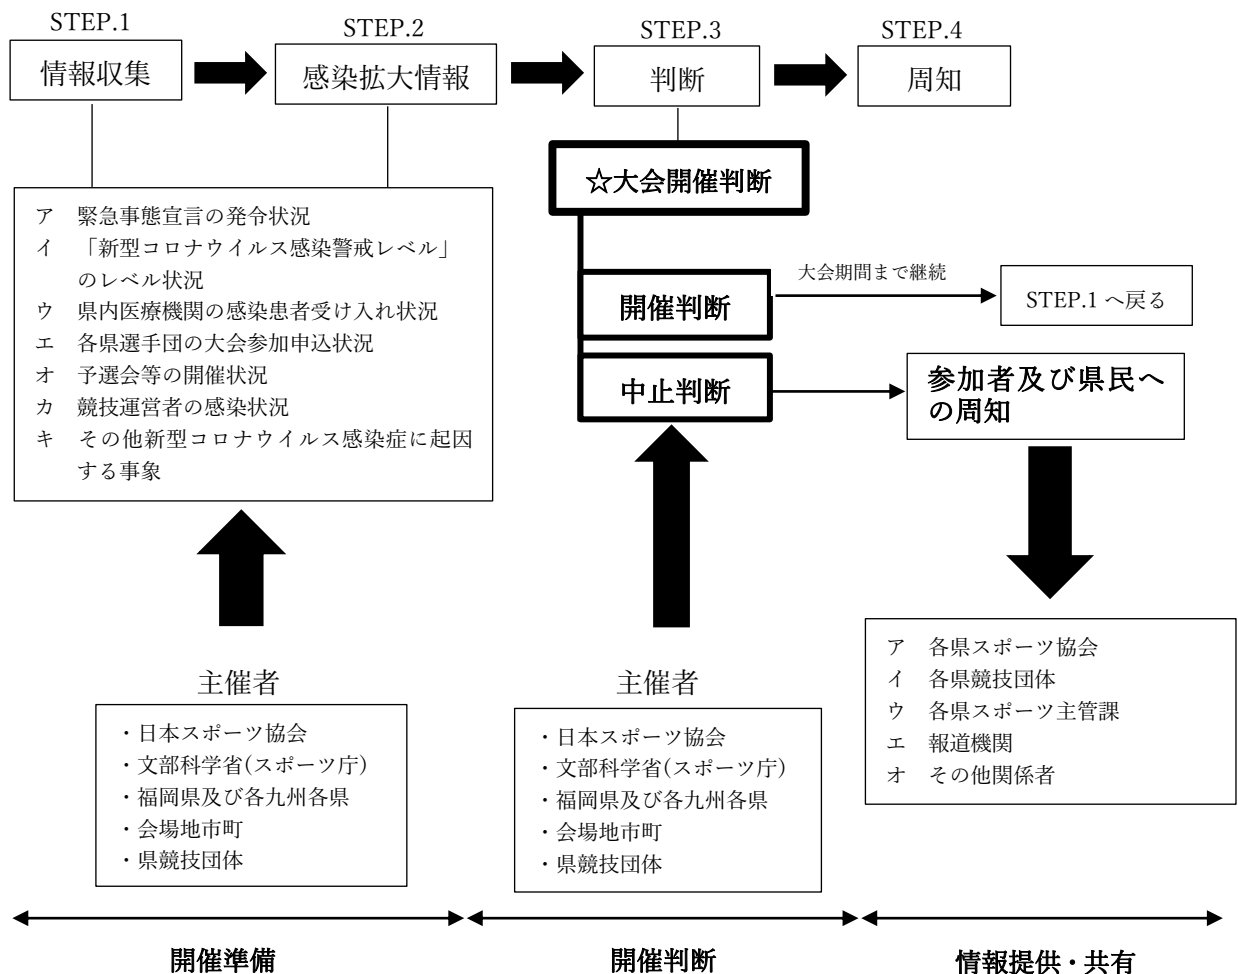 STEP.1
情報収集
STEP.2
感染拡大情報
STEP.3
判断
STEP.4
周知
ア 緊急事態宣言の発令状況
イ 「新型コロナウイルス感染警戒レベル」
のレベル状況
ウ 県内医療機関の感染患者受け入れ状況
エ 各県選手団の大会参加申込状況
オ 予選会等の開催状況
カ 競技運営者の感染状況
キ その他新型コロナウイルス感染症に起因
する事象
☆大会開催判断
開催判断
大会期間まで継続
STEP.1 へ戻る
中止判断
参加者及び県民へ
の周知
主催者
・日本スポーツ協会
・文部科学省(スポーツ庁)
・福岡県及び各九州各県
・会場地市町
・県競技団体
主催者
・日本スポーツ協会
・文部科学省(スポーツ庁)
・福岡県及び各九州各県
・会場地市町
・県競技団体
ア 各県スポーツ協会
イ 各県競技団体
ウ 各県スポーツ主管課
エ 報道機関
オ その他関係者
開催準備
開催判断
情報提供・共有